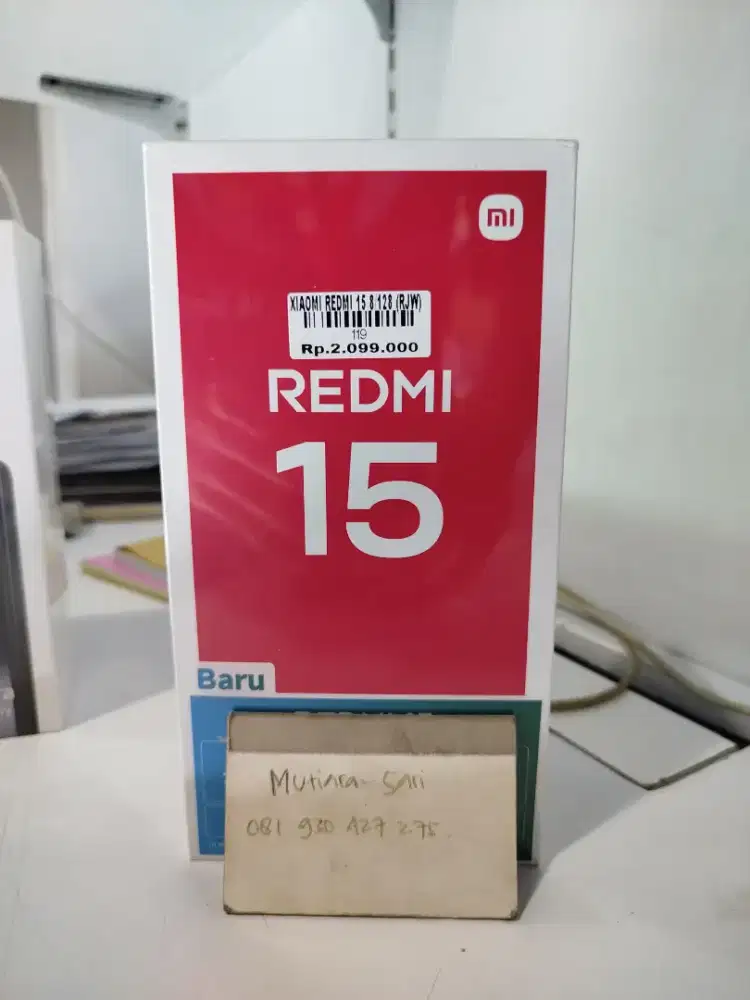 mi
XIAOMI REDMI 15 8/128 (RJW)
119
Rp.2.099.000
REDMI
15
Baru
Mutiara Sari
081 930 427 275